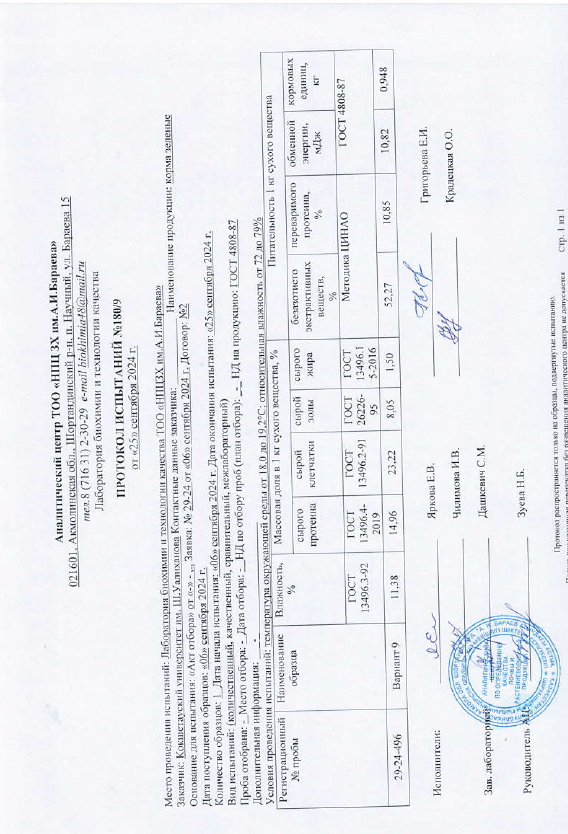 Аналитический центр ТОО «НПЦ ЗХ им.А.И.Бараева»
021601, Акмолинская обл., Шортандинский р-н, п. Научный, ул. Бараева 15
тел.8 (716 31) 2-30-29 e-mail biokhimia48@mail.ru
Лаборатория биохимии и технологии качества
ПРОТОКОЛ ИСПЫТАНИЙ №180/9
от «25» сентября 2024 г.
Место проведения испытаний: Лаборатория биохимии и технологии качества ТОО «НПЦЗХ им.А.И.Бараева»
Заказчик: Кокшетауский университет им. Ш.Уалиханова Контактные данные заказчика: Наименование продукции: корма зеленые
Основание для испытания: «Акт отбора» от «-» - Заявка № 29-24 от «06» сентября 2024 г. Договор: №2
Дата поступления образцов: «06» сентября 2024 г.
Количество образцов: 1 Дата начала испытания: «06» сентября 2024 г. Дата окончания испытания: «25» сентября 2024 г.
Вид испытаний: (количественный, качественный, сравнительный, межлабораторный)
Проба отобрана: - Место отбора: - Дата отбора: - НД по отбору проб (план отбора): - НД на продукцию: ГОСТ 4808-87
Дополнительная информация: -
Условия проведения испытаний: температура окружающей среды от 18,0 до 19,2°С; относительная влажность от 72 до 79%
Регистрационный № пробы Наименование образца Влажность, % Массовая доля в 1 кг сухого вещества, % Питательность 1 кг сухого вещества
сырого протеина сырой клетчатки сырой золы сырого жира безазотистого экстрактивных веществ, % переваримого протеина, % обменной энергии, мДж кормовых единиц, кг
ГОСТ 13496.3-92 ГОСТ 13496.4-2019 ГОСТ 13496.2-91 ГОСТ 26226-95 ГОСТ 13496.15-2016 Методика ЦИНАО ГОСТ 4808-87
29-24-496 Вариант 9 11,38 14,96 23,22 8,05 1,50 52,27 10,85 10,82 0,948
Исполнители: Яркова Е.В. Григорьева Е.И.
Чилимова И.В. Крадецкая О.О.
Зав. лабораторией Дашкевич С.М.
Руководитель АЦ Зуева Н.Б.
Протокол распространяется только на образцы, подвергнутые испытанию.
стр. 1 из 1